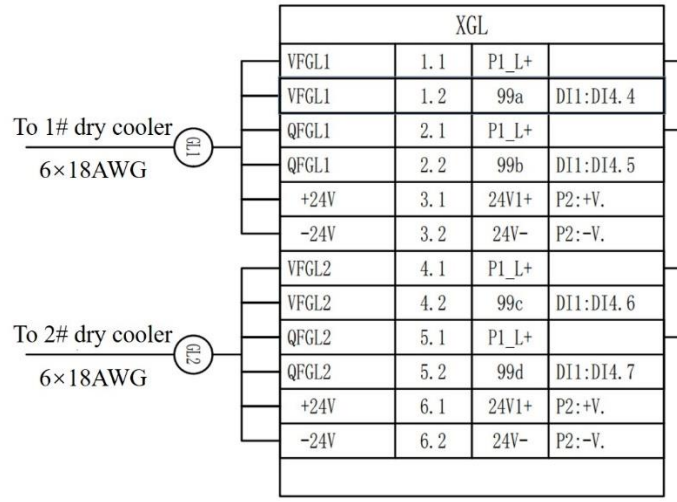 XGL
VFGL1 1.1 P1_L+
VFGL1 1.2 99a DI1:DI4.4
To 1# dry cooler
GL1
6×18AWG
QFGL1 2.1 P1_L+
QFGL1 2.2 99b DI1:DI4.5
+24V 3.1 24V1+ P2:+V.
-24V 3.2 24V- P2:-V.
VFGL2 4.1 P1_L+
VFGL2 4.2 99c DI1:DI4.6
To 2# dry cooler
GL2
6×18AWG
QFGL2 5.1 P1_L+
QFGL2 5.2 99d DI1:DI4.7
+24V 6.1 24V1+ P2:+V.
-24V 6.2 24V- P2:-V.